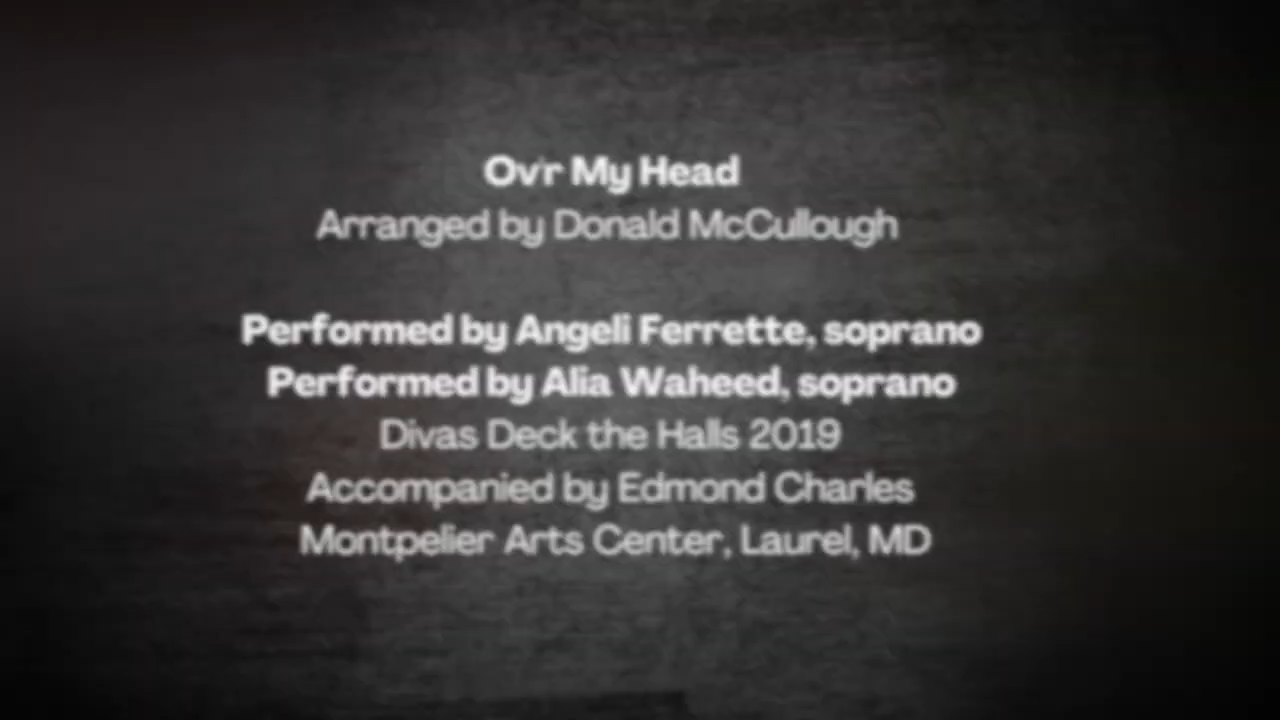 Ov'r My Head
Arranged by Donald McCullough
Performed by Angeli Ferrette, soprano
Performed by Alia Waheed, soprano
Divas Deck the Halls 2019
Accompanied by Edmond Charles
Montpelier Arts Center, Laurel, MD